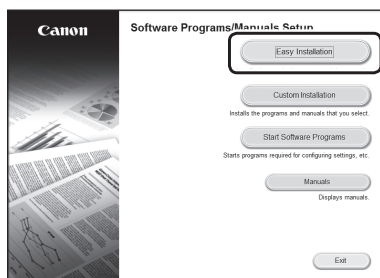 Canon
Software Programs/Manuals Setup
Easy Installation
Custom Installation
Installs the programs and manuals that you select.
Start Software Programs
Starts programs required for configuring settings, etc.
Manuals
Displays manuals.
Exit